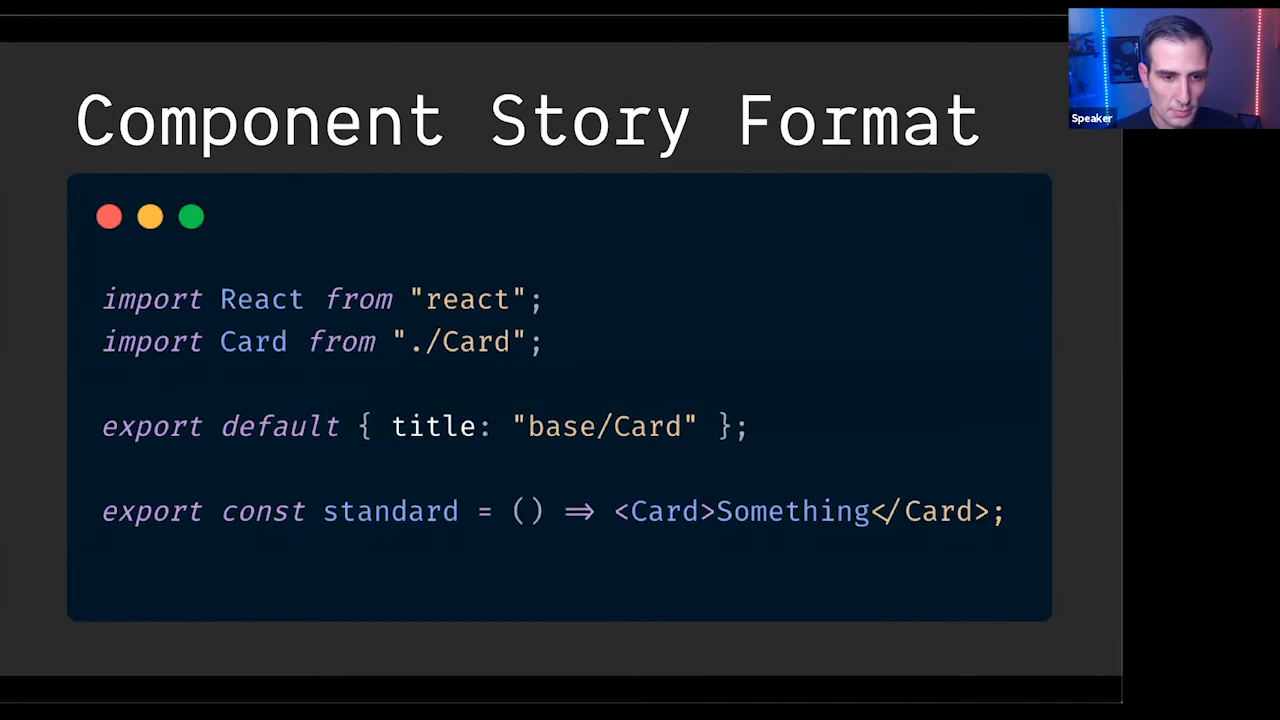 Component Story Format
Speaker
import React from "react";
import Card from "./Card";
export default { title: "base/Card" };
export const standard = () => <Card>Something</Card>;